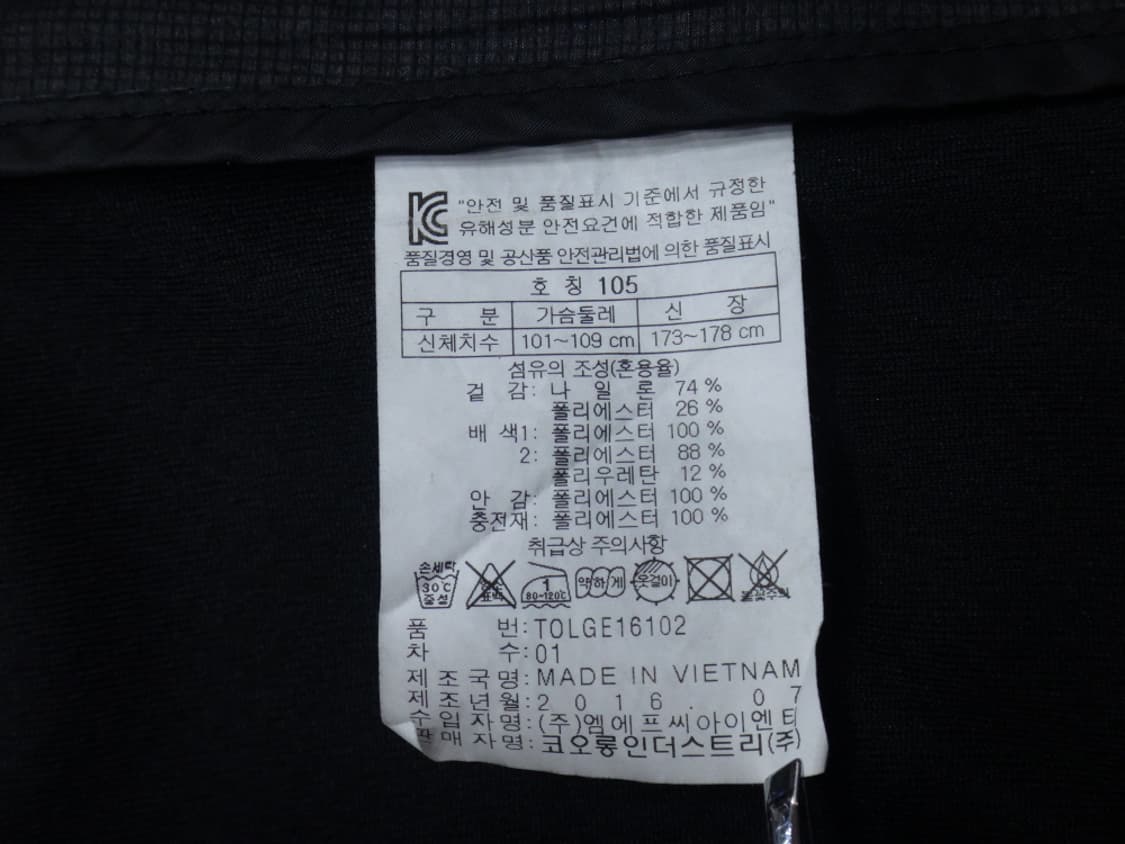 KC "안전 및 품질표시 기준에서 규정한
유해성분 안전요건에 적합한 제품임"
품질경영 및 공산품 안전관리법에 의한 품질표시
호 칭 105
구 분 가슴둘레 신 장
신체치수 101~109 cm 173~178 cm
섬유의 조성(혼용율)
겉 감: 나 일 론 74 %
폴리에스터 26 %
배 색1: 폴리에스터 100 %
2: 폴리에스터 88 %
폴리우레탄 12 %
안 감: 폴리에스터 100 %
충전재: 폴리에스터 100 %
취급상 주의사항
손세탁 30℃ 중성 염소 표백 1 80~120℃ 약하게 옷걸이 불꽃주의
품 번: TOLGE16102
차 수: 01
제 조 국 명: MADE IN VIETNAM
제 조 년 월: 2 0 1 6 . 0 7
수 입 자 명: (주)엠에프씨아이엔티
판 매 자 명: 코오롱인더스트리(주)